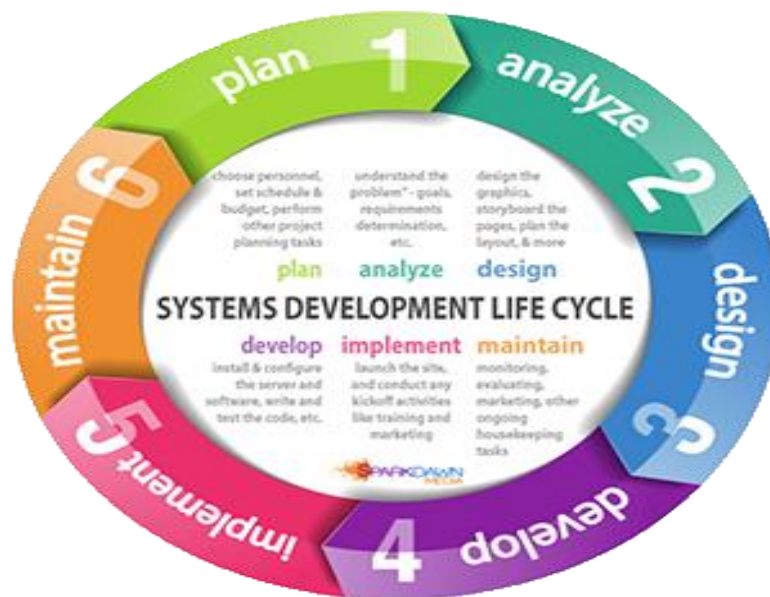 plan 1
analyze 2
design 3
develop 4
implement 5
maintain 6
choose personnel,
set schedule &
budget, perform
other project
planning tasks
plan
understand the
problem" - goals,
requirements
determination,
etc.
analyze
design the
graphics,
storyboard the
pages, plan the
layout, & more
design
SYSTEMS DEVELOPMENT LIFE CYCLE
develop
install & configure
the server and
software, write and
test the code, etc.
implement
launch the site,
and conduct any
kickoff activities
like training and
marketing
maintain
monitoring,
evaluating,
marketing, other
ongoing
housekeeping
tasks
SPARKDAWN
MEDIA